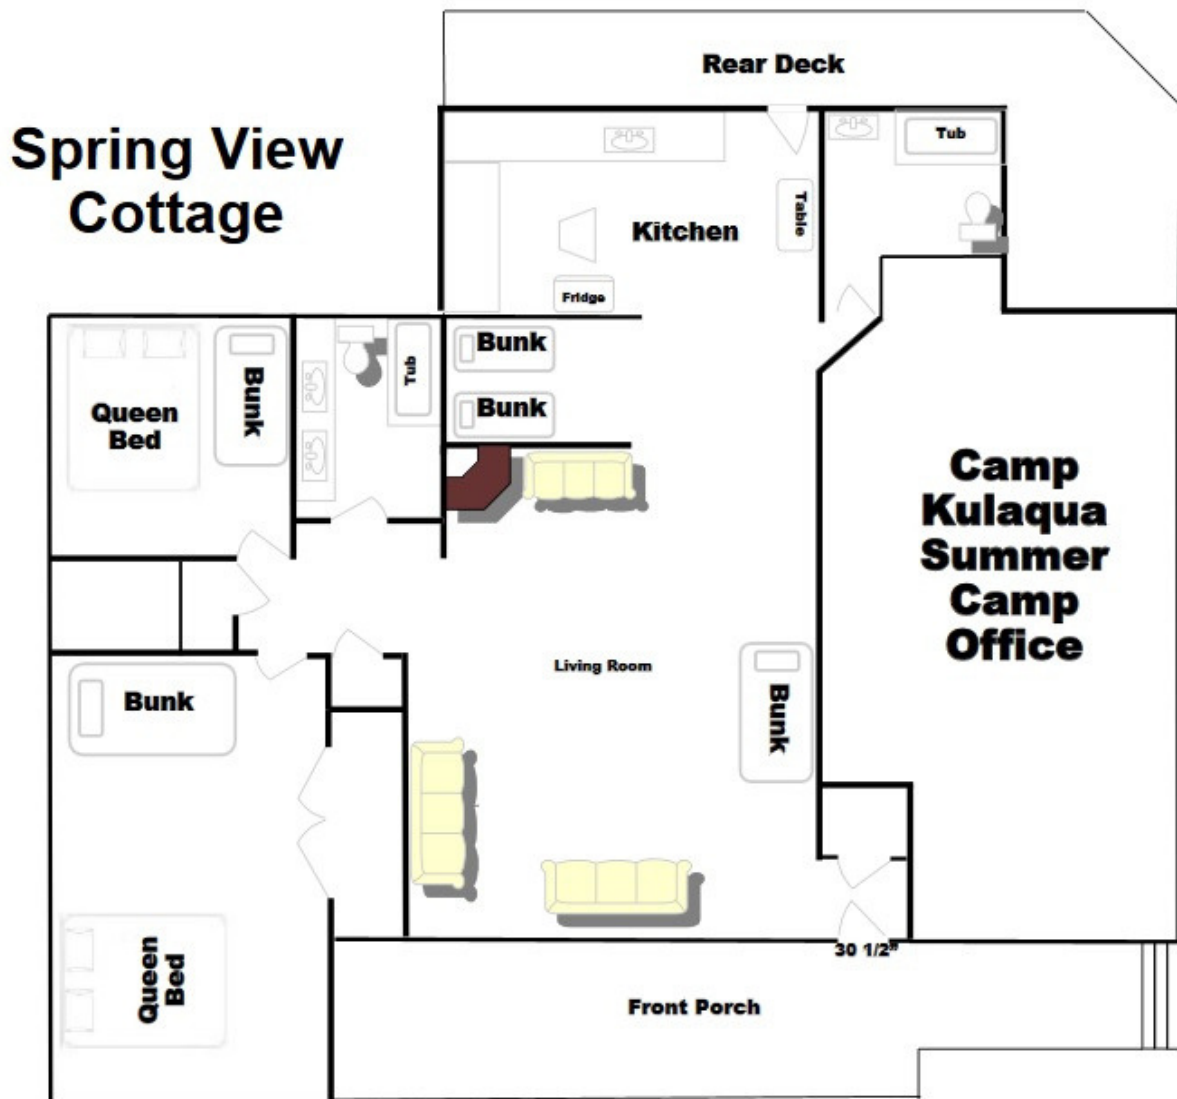 Rear Deck
Spring View
Cottage
Tub
Kitchen
Table
Fridge
Bunk
Bunk
Queen
Bed
Bunk
Tub
Camp
Kulaqua
Summer
Camp
Office
Living Room
Bunk
Bunk
Queen
Bed
30 1/2"
Front Porch